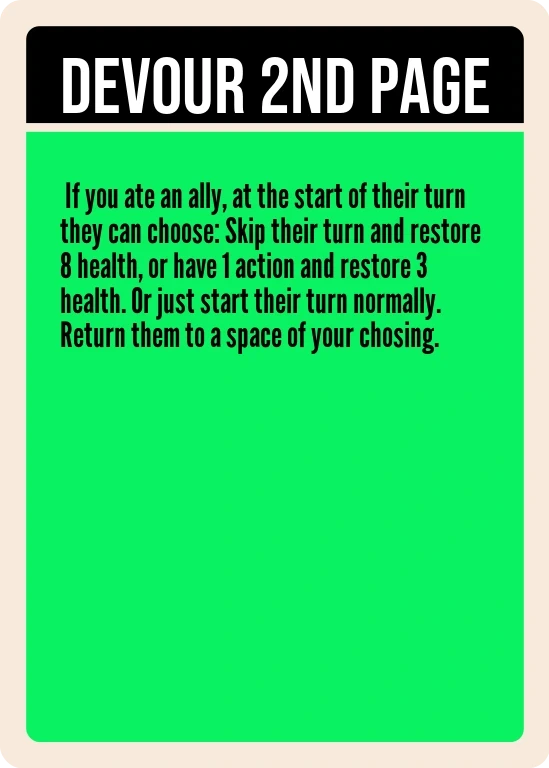 DEVOUR 2ND PAGE
If you ate an ally, at the start of their turn
they can choose: Skip their turn and restore
8 health, or have 1 action and restore 3
health. Or just start their turn normally.
Return them to a space of your chosing.